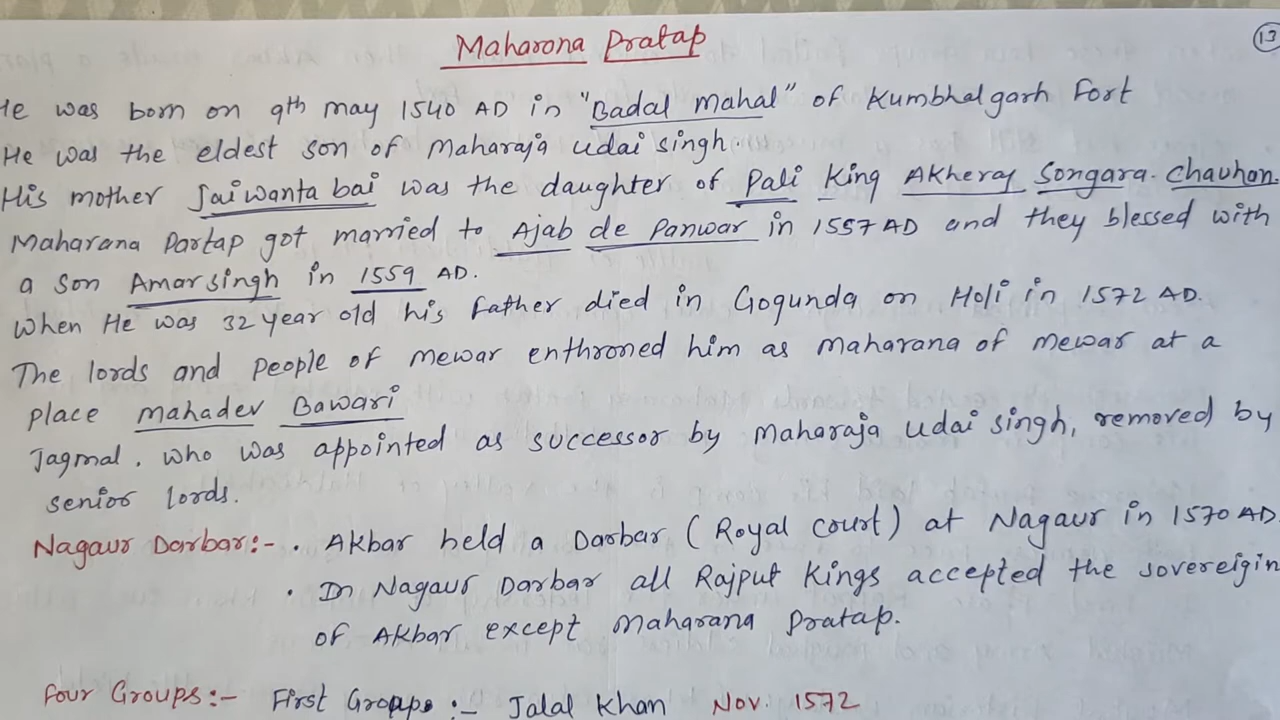 Maharona Pratap
13
He was born on 9th may 1540 AD in "Badal mahal" of Kumbhalgarh Fort
He was the eldest son of Maharaja Udai singh.
His mother Jaiwanta bai was the daughter of Pali King Akheraj Songara. Chauhan.
Maharana Partap got married to Ajab de Panwar in 1557 AD and they blessed with
a son Amarsingh in 1559 AD.
when He was 32 year old his Father died in Gogunda on Holi in 1572 AD.
The lords and people of mewar enthroned him as maharana of mewar at a
place mahadev Bawari
Jagmal. who was appointed as successor by maharaja Udai singh, removed by
senior lords.
Nagaur Darbar:- . Akbar held a Darbar (Royal court) at Nagaur in 1570 AD.
. In Nagaur Darbar all Rajput Kings accepted the sovereigin
of Akbar except maharana Pratap.
Four Groups:- First Groups :- Jalal Khan Nov. 1572